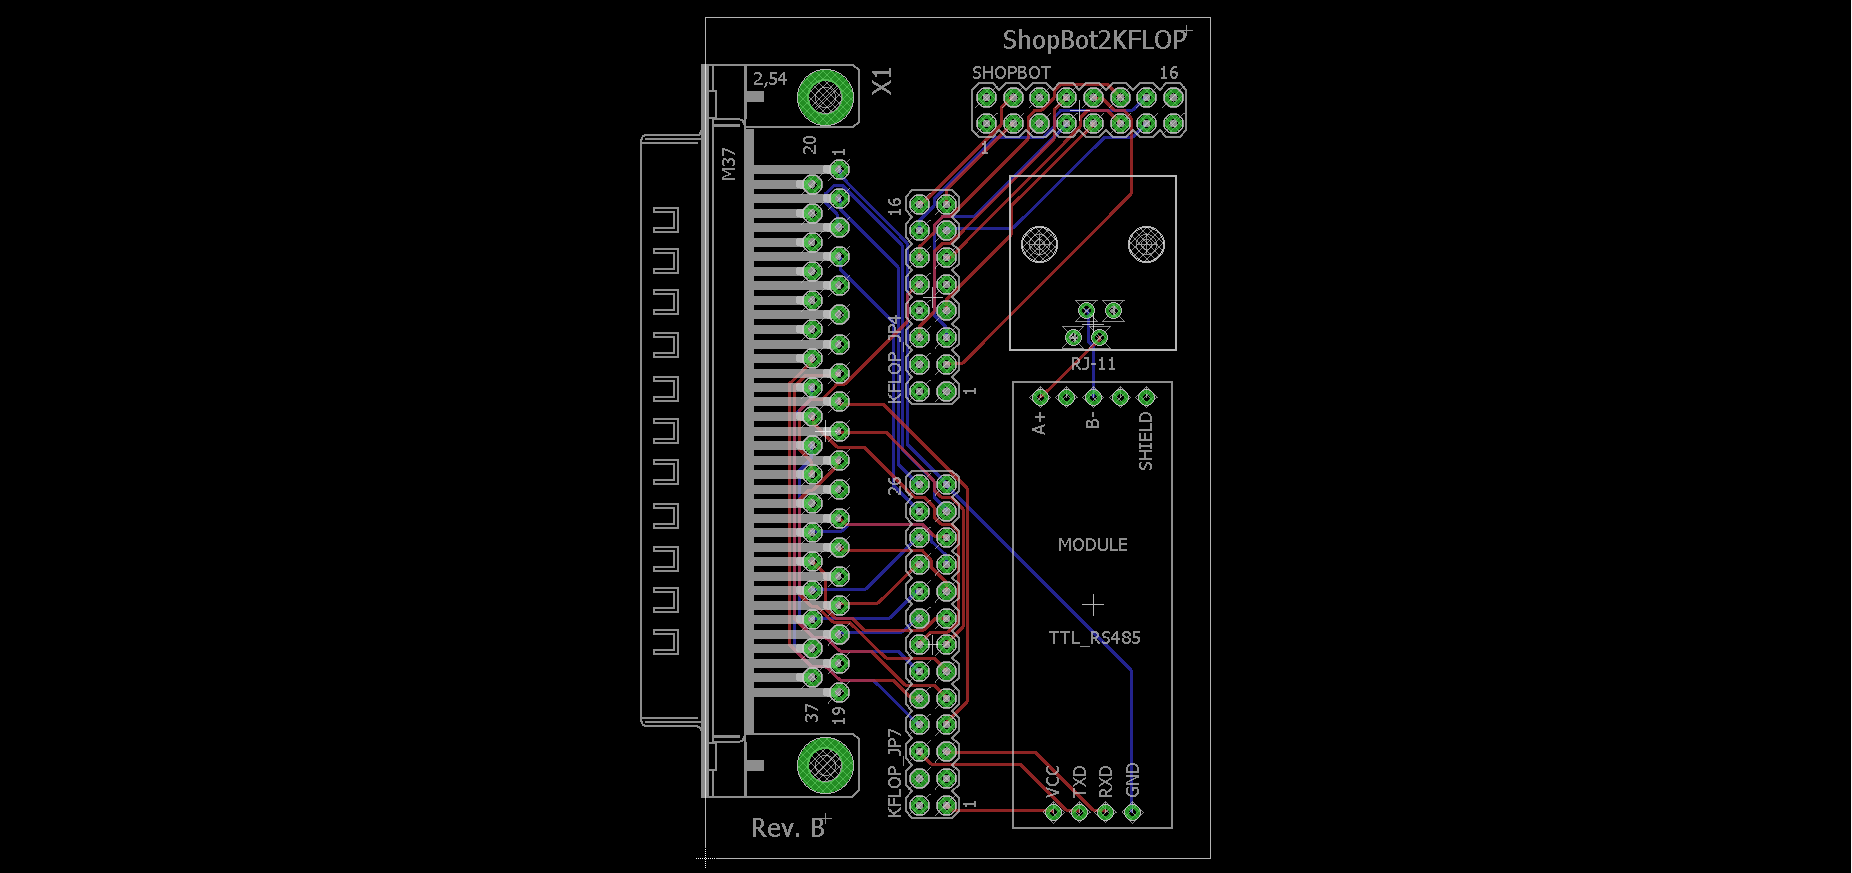 ShopBot2KFLOP
SHOPBOT 16
1
2,54
X1
20
1
M37
16
KFLOP_JP4
1
RJ-11
A+
B-
SHIELD
26
MODULE
TTL_RS485
37
19
KFLOP_JP7
1
VCC
TXD
RXD
GND
Rev. B